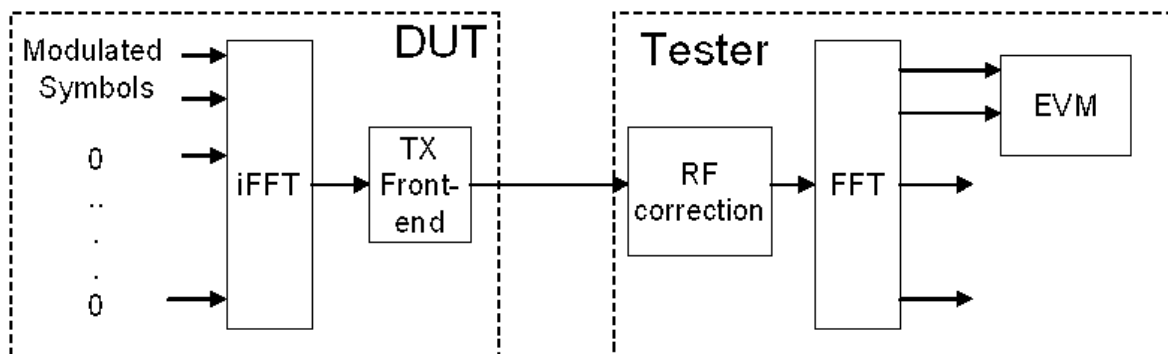 DUT
Modulated
Symbols
0
..
.
.
0
iFFT
TX
Front-
end
Tester
RF
correction
FFT
EVM